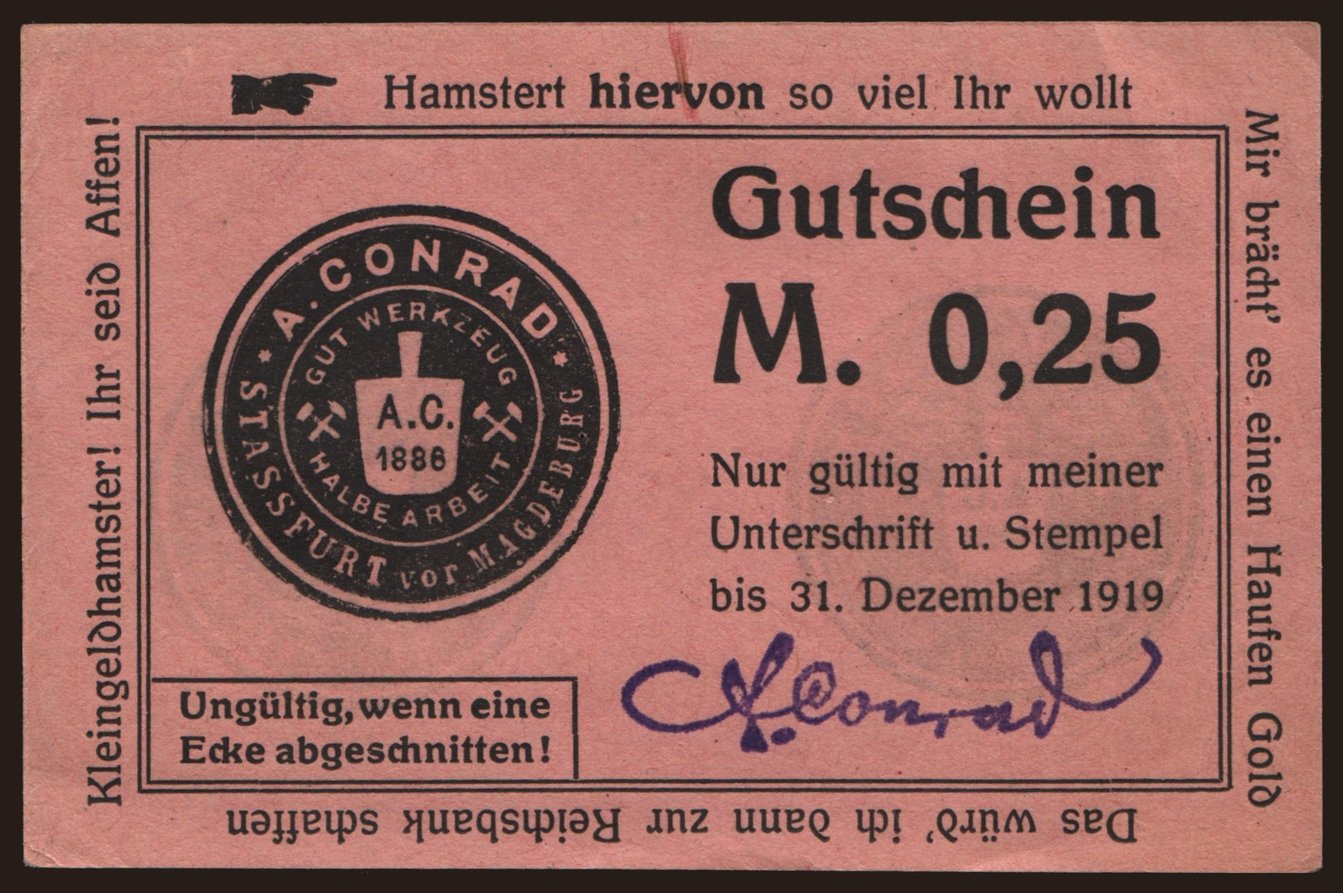 Kleingeldhamster! Ihr seid Affen!
Hamstert hiervon so viel Ihr wollt
Mir brächt' es einen Haufen Gold
Das würd' ich dann zur Reichsbank schaffen
A. CONRAD
STASSFURT vor MAGDEBURG
GUT WERKZEUG
HALBE ARBEIT
A.C.
1886
Gutschein
M. 0,25
Nur gültig mit meiner
Unterschrift u. Stempel
bis 31. Dezember 1919
A. Conrad
Ungültig, wenn eine
Ecke abgeschnitten!